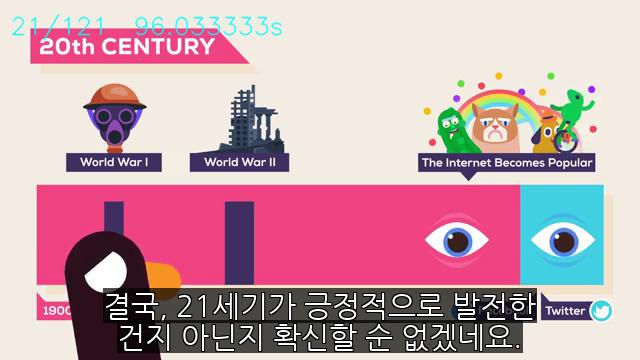 21/121 96.033333s
20th CENTURY
World War I
World War II
The Internet Becomes Popular
1900
Twitter
결국, 21세기가 긍정적으로 발전한
건지 아닌지 확신할 순 없겠네요.